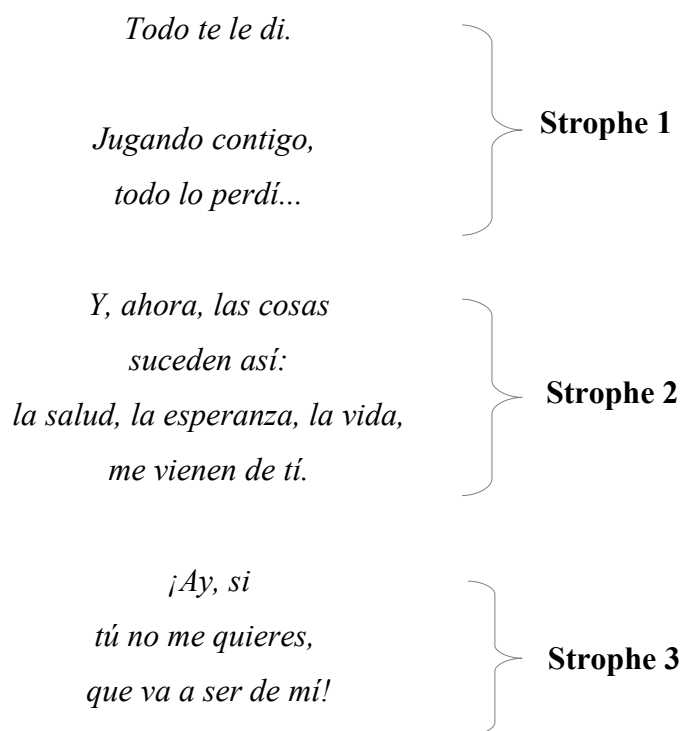 Todo te le di.
Strophe 1
Jugando contigo,
todo lo perdí...
Y, ahora, las cosas
suceden así:
Strophe 2
la salud, la esperanza, la vida,
me vienen de tí.
¡Ay, si
tú no me quieres,
Strophe 3
que va a ser de mí!